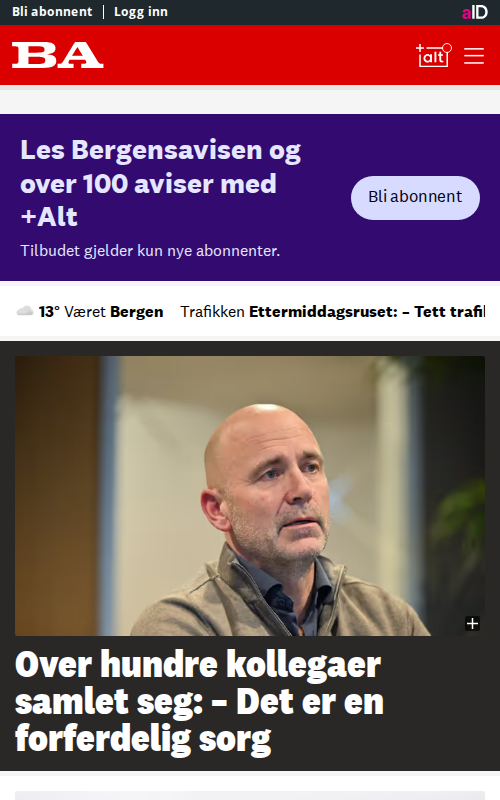 Bli abonnent | Logg inn
aID
BA
+alt
Les Bergensavisen og
over 100 aviser med
+Alt
Bli abonnent
Tilbudet gjelder kun nye abonnenter.
13° Været Bergen Trafikken Ettermiddagsruset: – Tett trafi
Over hundre kollegaer
samlet seg: – Det er en
forferdelig sorg